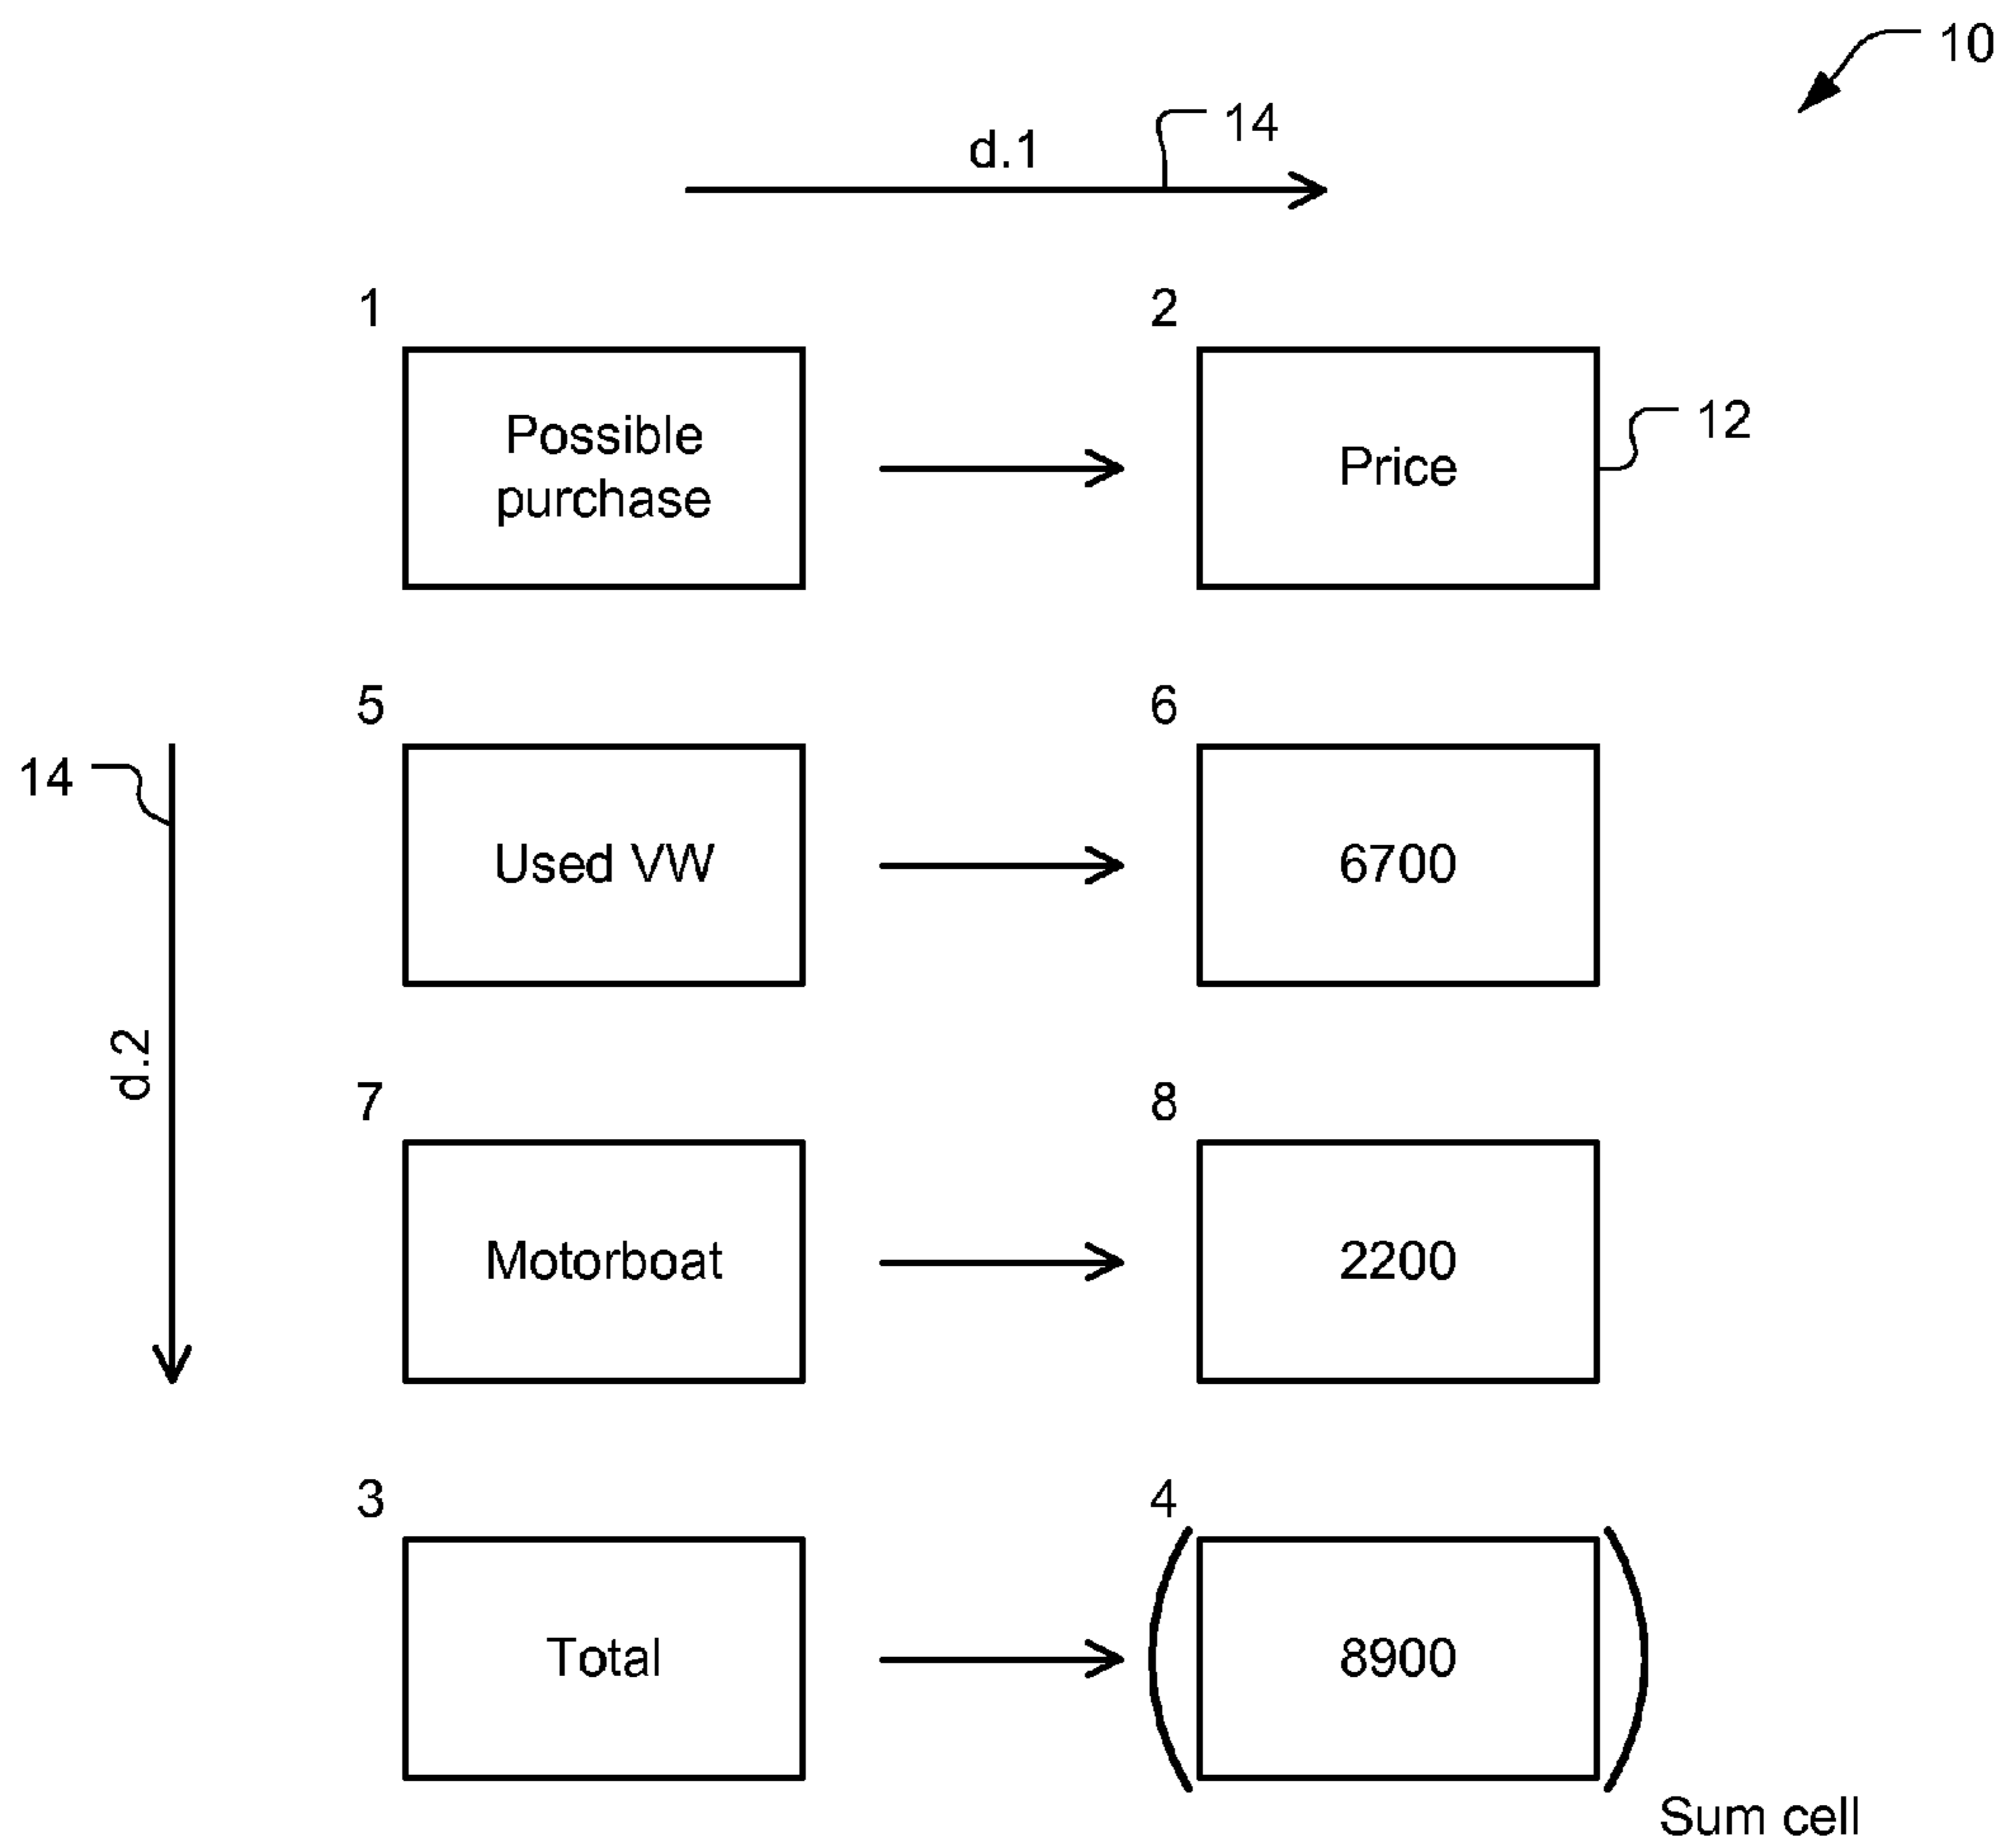 10
14
d.1
1
2
Possible
purchase
Price
12
5
6
14
Used VW
6700
d.2
7
8
Motorboat
2200
3
4
Total
8900
Sum cell